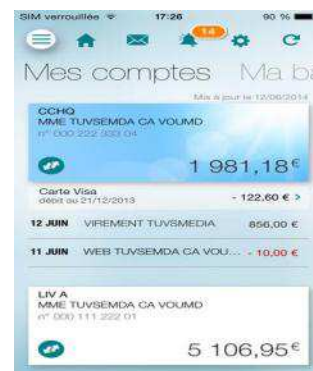 SIM verrouillée 17:26 90 %
14
Mes comptes Ma ba
Mis à jour le 12/06/2014
CCHQ
MME TUVSEMDA CA VOUMD
n° 000 222 333 04
1 981,18€
Carte Visa
débit au 21/12/2013
- 122,60 € >
12 JUIN VIREMENT TUVSMEDIA 856,00 €
11 JUIN WEB TUVSEMDA CA VOU... - 10,00 €
LIV A
MME TUVSEMDA CA VOUMD
n° 000 111 222 01
5 106,95€